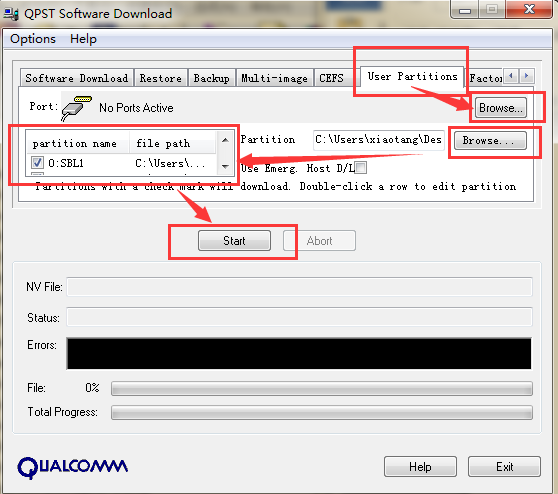 QPST Software Download
Options Help
Software Download Restore Backup Multi-image CEFS User Partitions Factor
Port: No Ports Active Browse...
partition name file path
0:SBL1 C:\Users\...
Partition C:\Users\xiaotang\Des Browse...
Use Emerg. Host D/L
Partitions with a check mark will download. Double-click a row to edit partition
Start Abort
NV File:
Status:
Errors:
File: 0%
Total Progress:
QUALCOMM Help Exit